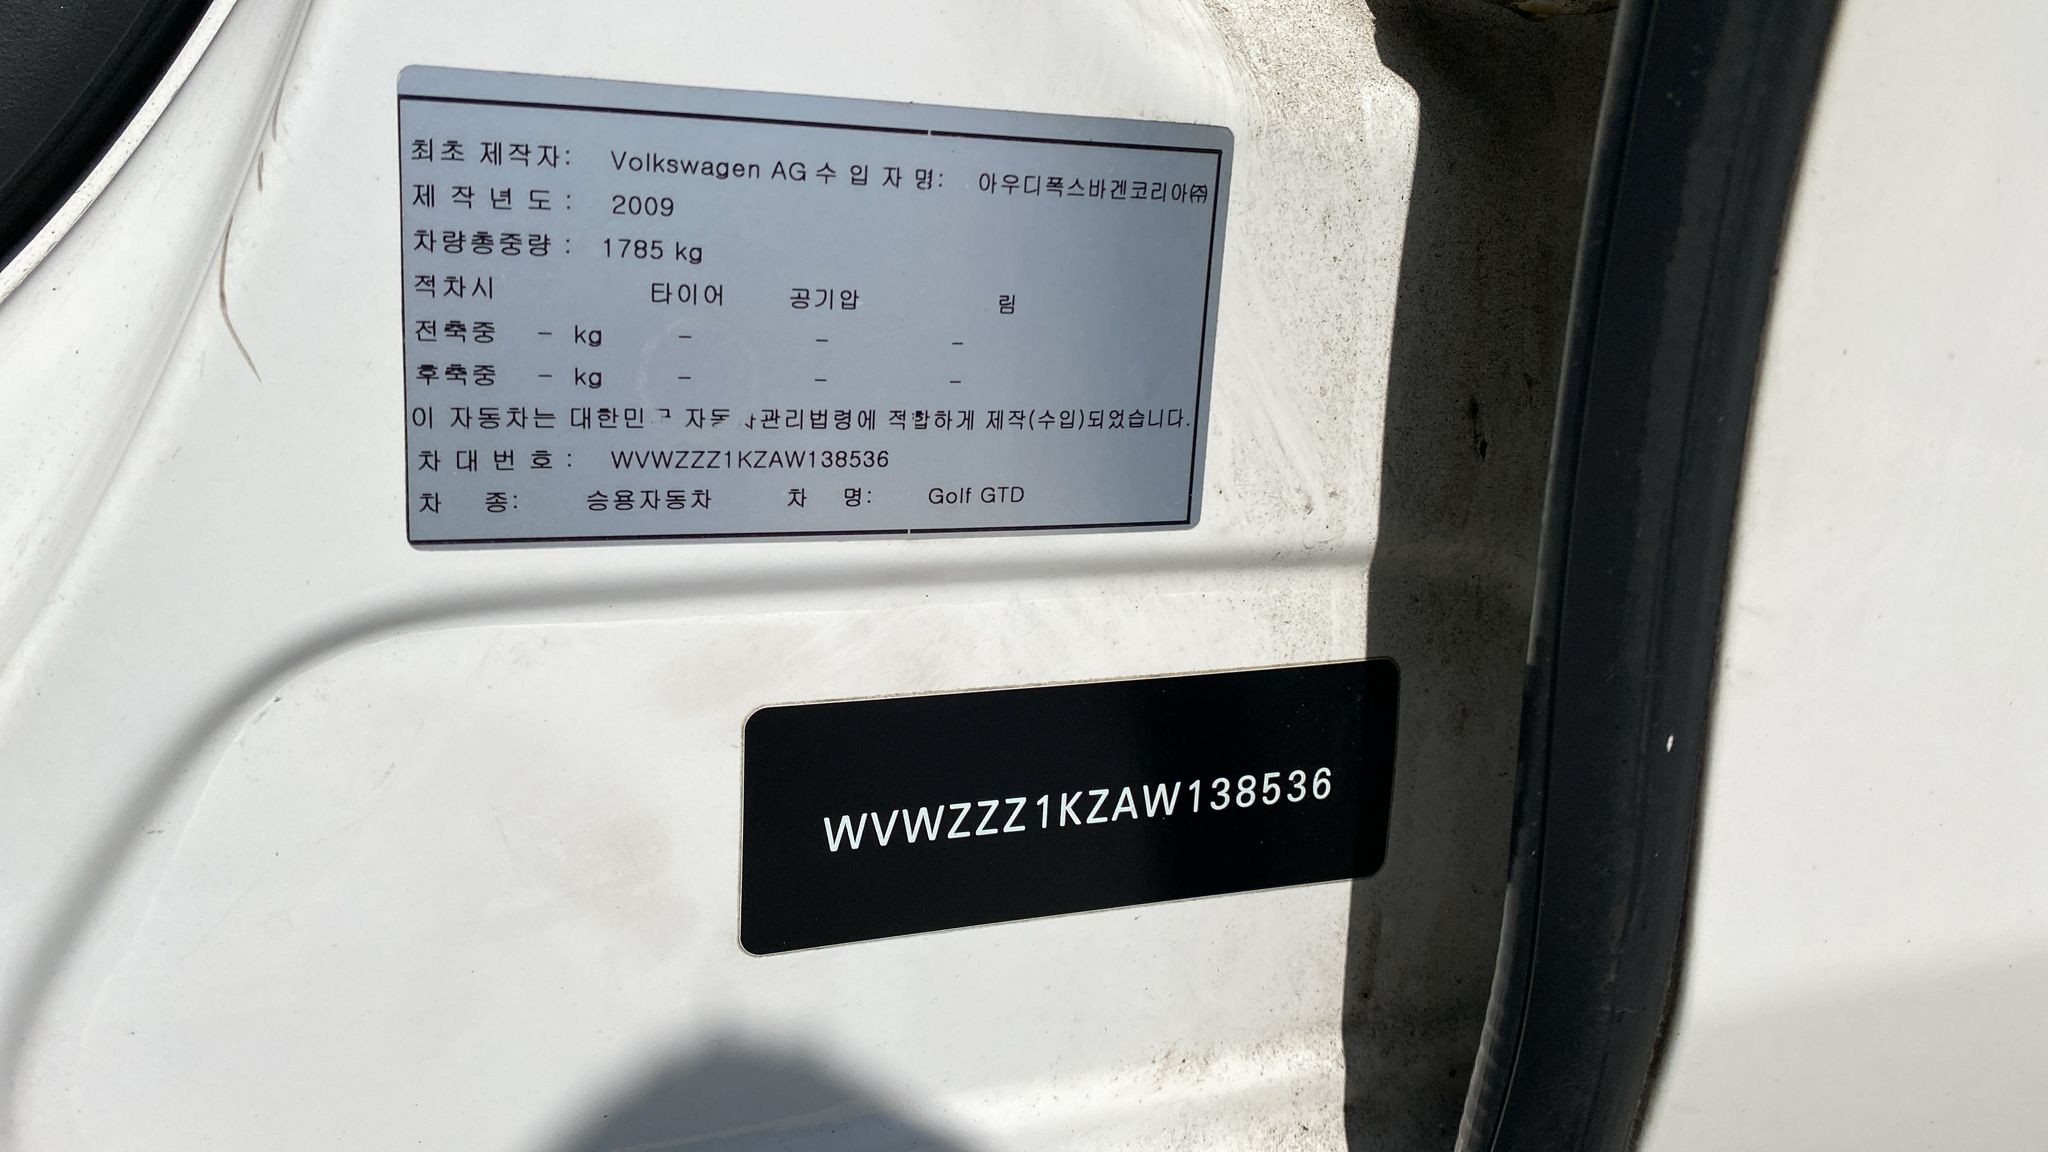 최초 제작자: Volkswagen AG 수 입 자 명: 아우디폭스바겐코리아㈜
제 작 년 도 : 2009
차량총중량 : 1785 kg
적차시 타이어 공기압 림
전축중 - kg - - -
후축중 - kg - - -
이 자동차는 대한민 자동 관리법령에 적합하게 제작(수입)되었습니다.
차 대 번 호 : WVWZZZ1KZAW138536
차 종: 승용자동차 차 명: Golf GTD
WVWZZZ1KZAW138536